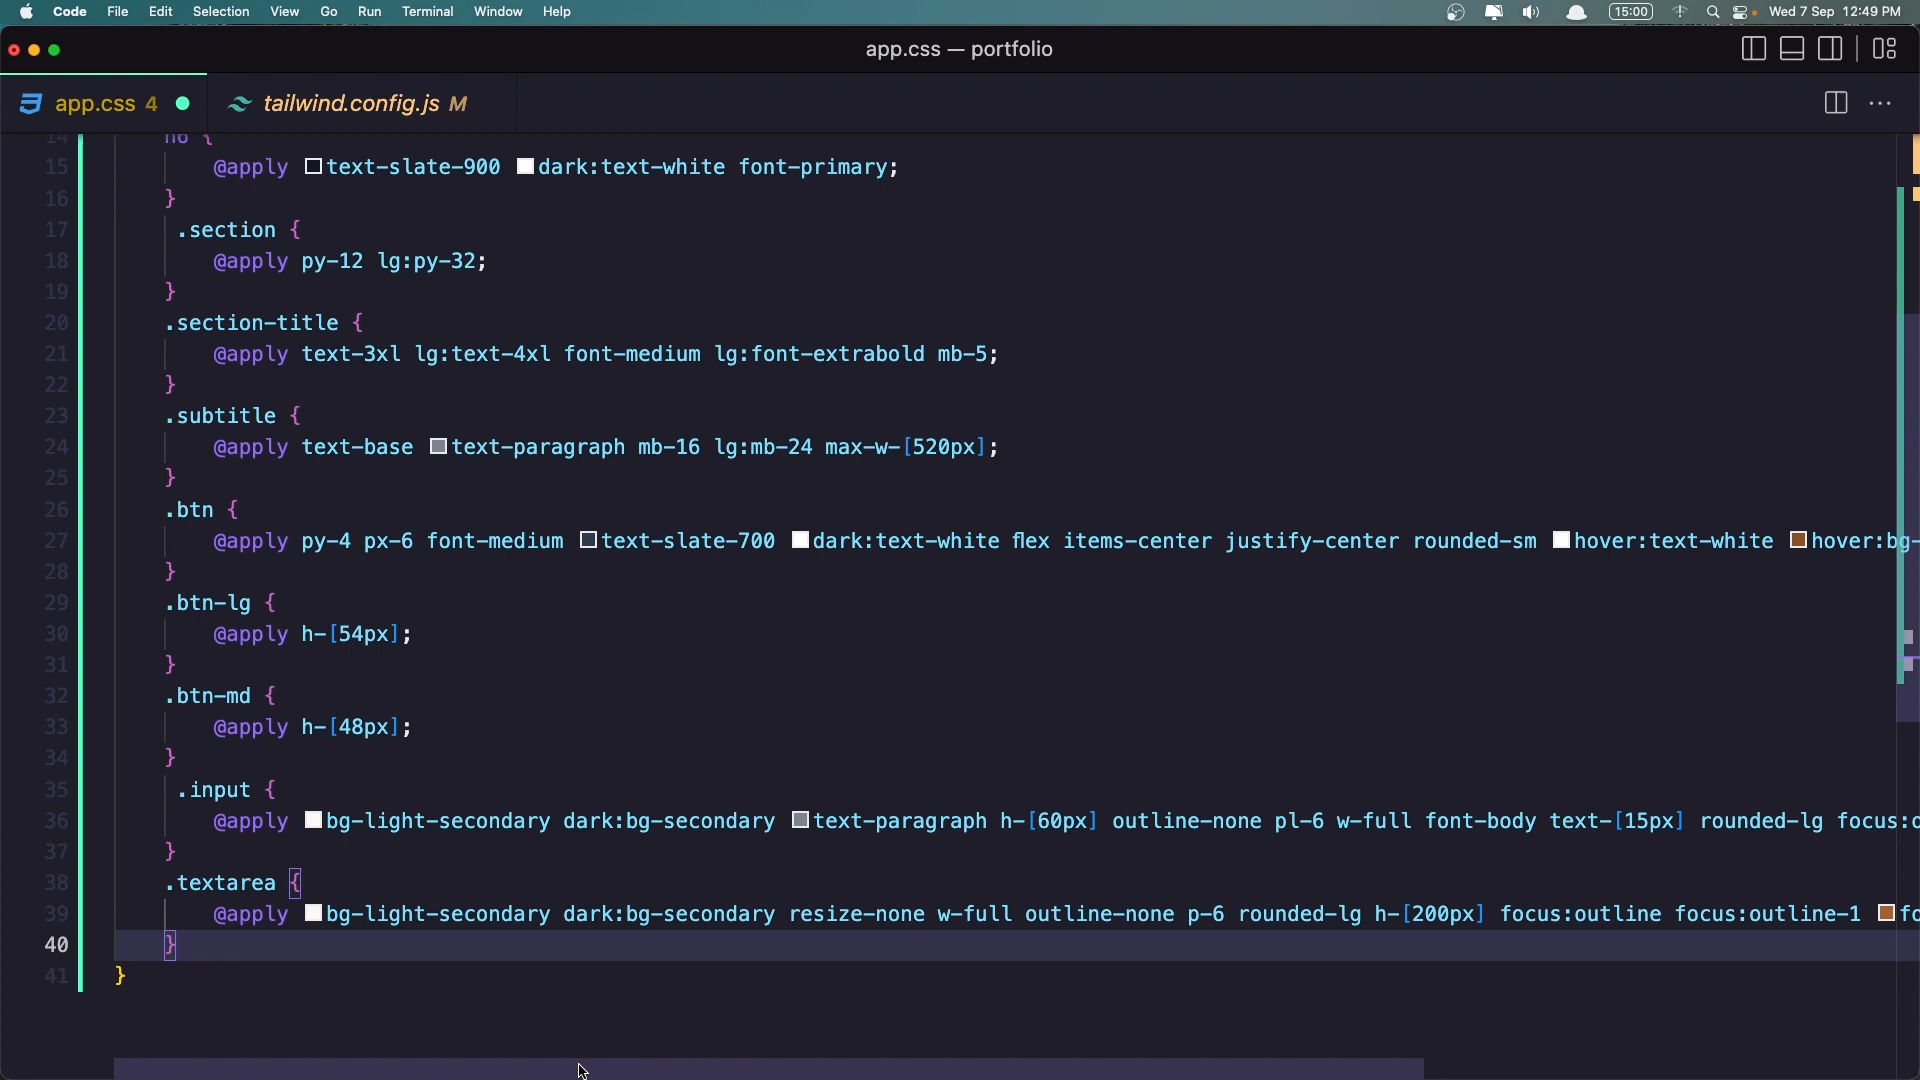 Code File Edit Selection View Go Run Terminal Window Help 15:00 Wed 7 Sep 12:49 PM
app.css — portfolio
app.css 4 tailwind.config.js M
14 h6 {
15 @apply text-slate-900 dark:text-white font-primary;
16 }
17 .section {
18 @apply py-12 lg:py-32;
19 }
20 .section-title {
21 @apply text-3xl lg:text-4xl font-medium lg:font-extrabold mb-5;
22 }
23 .subtitle {
24 @apply text-base text-paragraph mb-16 lg:mb-24 max-w-[520px];
25 }
26 .btn {
27 @apply py-4 px-6 font-medium text-slate-700 dark:text-white flex items-center justify-center rounded-sm hover:text-white hover:bg-
28 }
29 .btn-lg {
30 @apply h-[54px];
31 }
32 .btn-md {
33 @apply h-[48px];
34 }
35 .input {
36 @apply bg-light-secondary dark:bg-secondary text-paragraph h-[60px] outline-none pl-6 w-full font-body text-[15px] rounded-lg focus:o
37 }
38 .textarea {
39 @apply bg-light-secondary dark:bg-secondary resize-none w-full outline-none p-6 rounded-lg h-[200px] focus:outline focus:outline-1 fo
40 }
41 }